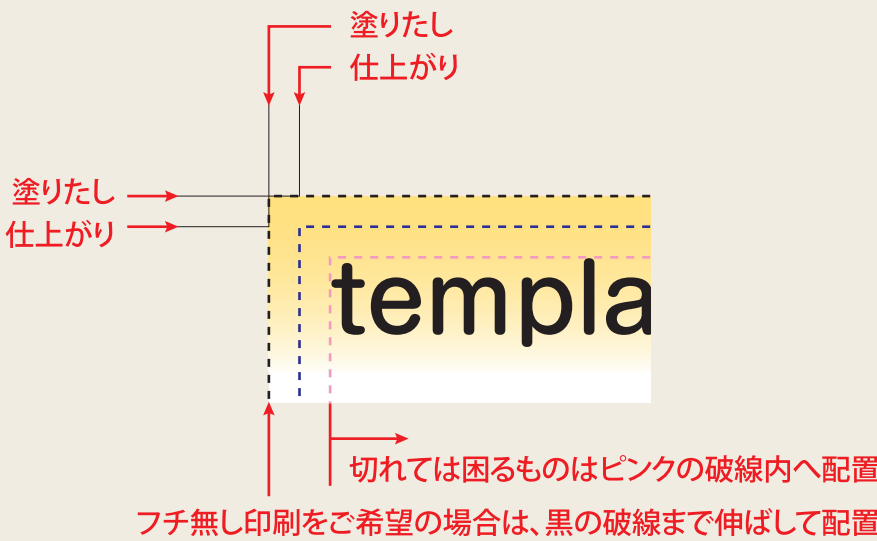 塗りたし
仕上がり
塗りたし
仕上がり
templa
切れては困るものはピンクの破線内へ配置
フチ無し印刷をご希望の場合は、黒の破線まで伸ばして配置